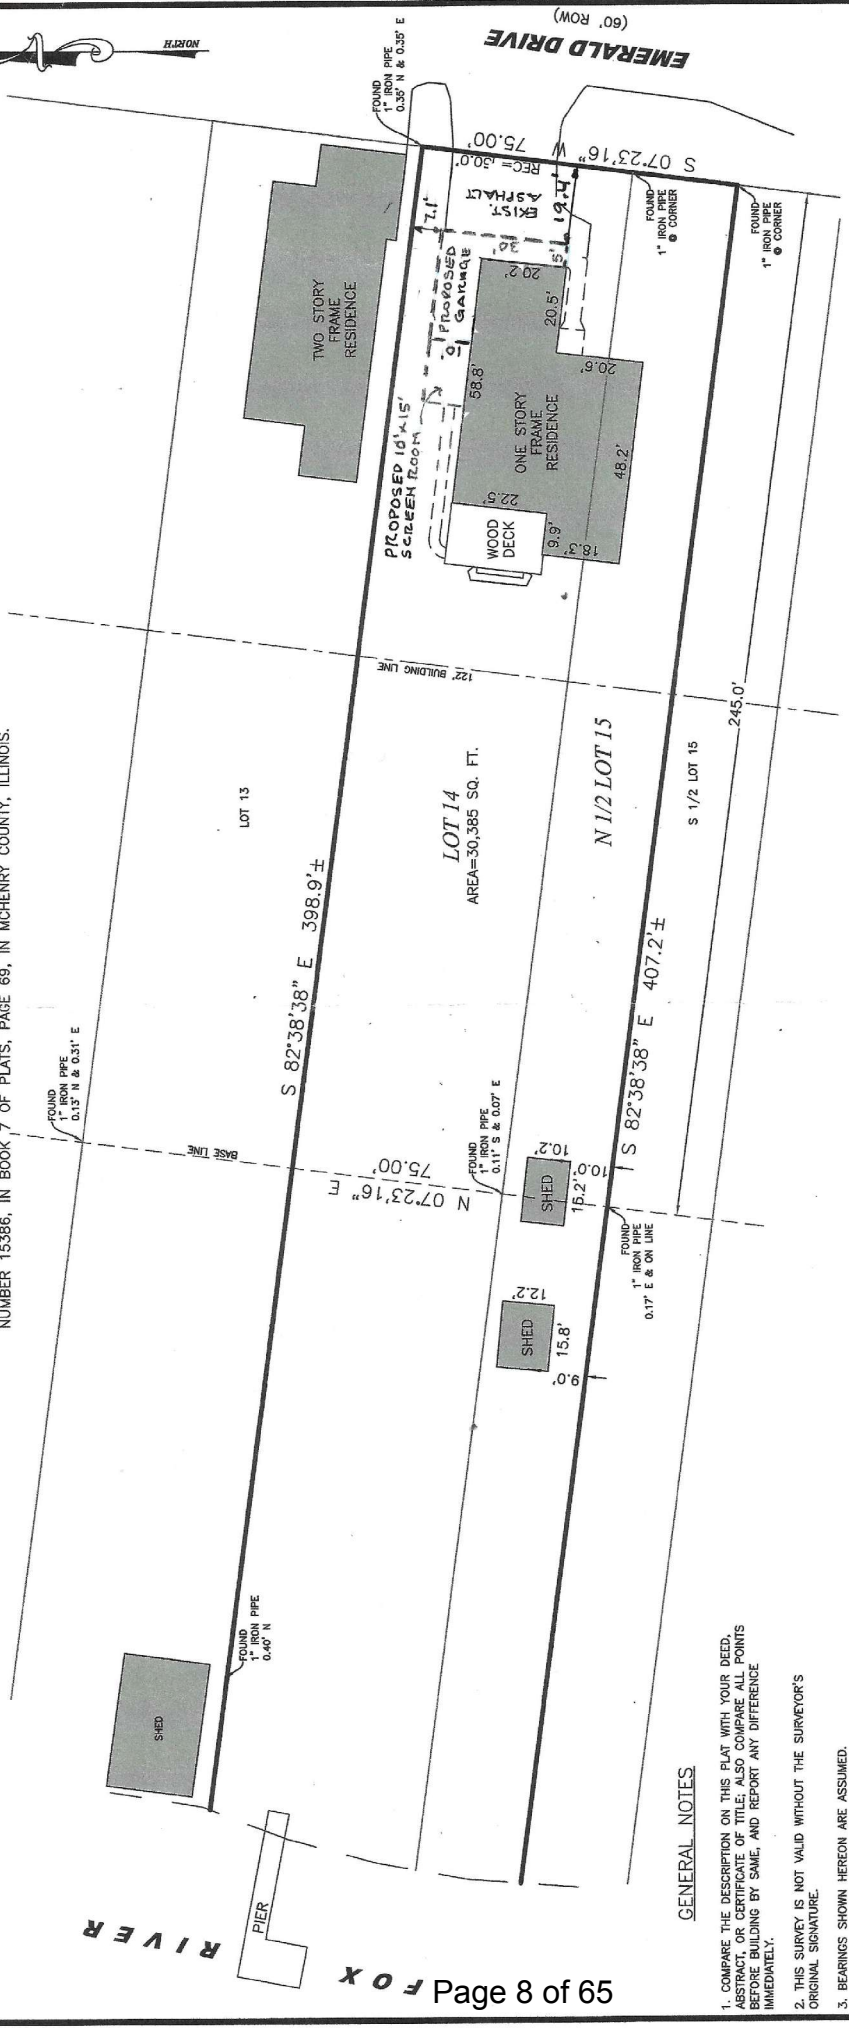 NUMBER 15386, IN BOOK 7 OF PLATS, PAGE 69, IN MCHENRY COUNTY, ILLINOIS.
NORTH
EMERALD DRIVE
(60' ROW)
FOUND
1" IRON PIPE
0.35' N & 0.35' E
S 07°23'16" W 75.00'
REC= 30.0'
EXIST.
ASPHALT
7.1'
19.4'
30'
5'
PROPOSED
GARAGE
FOUND
1" IRON PIPE
@ CORNER
FOUND
1" IRON PIPE
@ CORNER
TWO STORY
FRAME
RESIDENCE
PROPOSED 10'x15'
SCREEN ROOM
20.2'
20.5'
20.6'
58.8'
ONE STORY
FRAME
RESIDENCE
48.2'
22.5'
9.9'
18.3'
WOOD
DECK
122' BUILDING LINE
245.0'
LOT 13
LOT 14
AREA=30,385 SQ. FT.
N 1/2 LOT 15
S 1/2 LOT 15
S 82°38'38" E 398.9'±
S 82°38'38" E 407.2'±
FOUND
1" IRON PIPE
0.13' N & 0.31' E
BASE LINE
N 07°23'16" E 75.00'
FOUND
1" IRON PIPE
0.11' S & 0.07' E
SHED
10.2'
15.2'
10.0'
FOUND
1" IRON PIPE
0.17' E & ON LINE
SHED
12.2'
15.8'
9.0'
FOUND
1" IRON PIPE
0.40' N
SHED
PIER
FOX RIVER
GENERAL NOTES
1. COMPARE THE DESCRIPTION ON THIS PLAT WITH YOUR DEED,
ABSTRACT, OR CERTIFICATE OF TITLE; ALSO COMPARE ALL POINTS
BEFORE BUILDING BY SAME, AND REPORT ANY DIFFERENCE
IMMEDIATELY.
2. THIS SURVEY IS NOT VALID WITHOUT THE SURVEYOR'S
ORIGINAL SIGNATURE.
3. BEARINGS SHOWN HEREON ARE ASSUMED.
Page 8 of 65